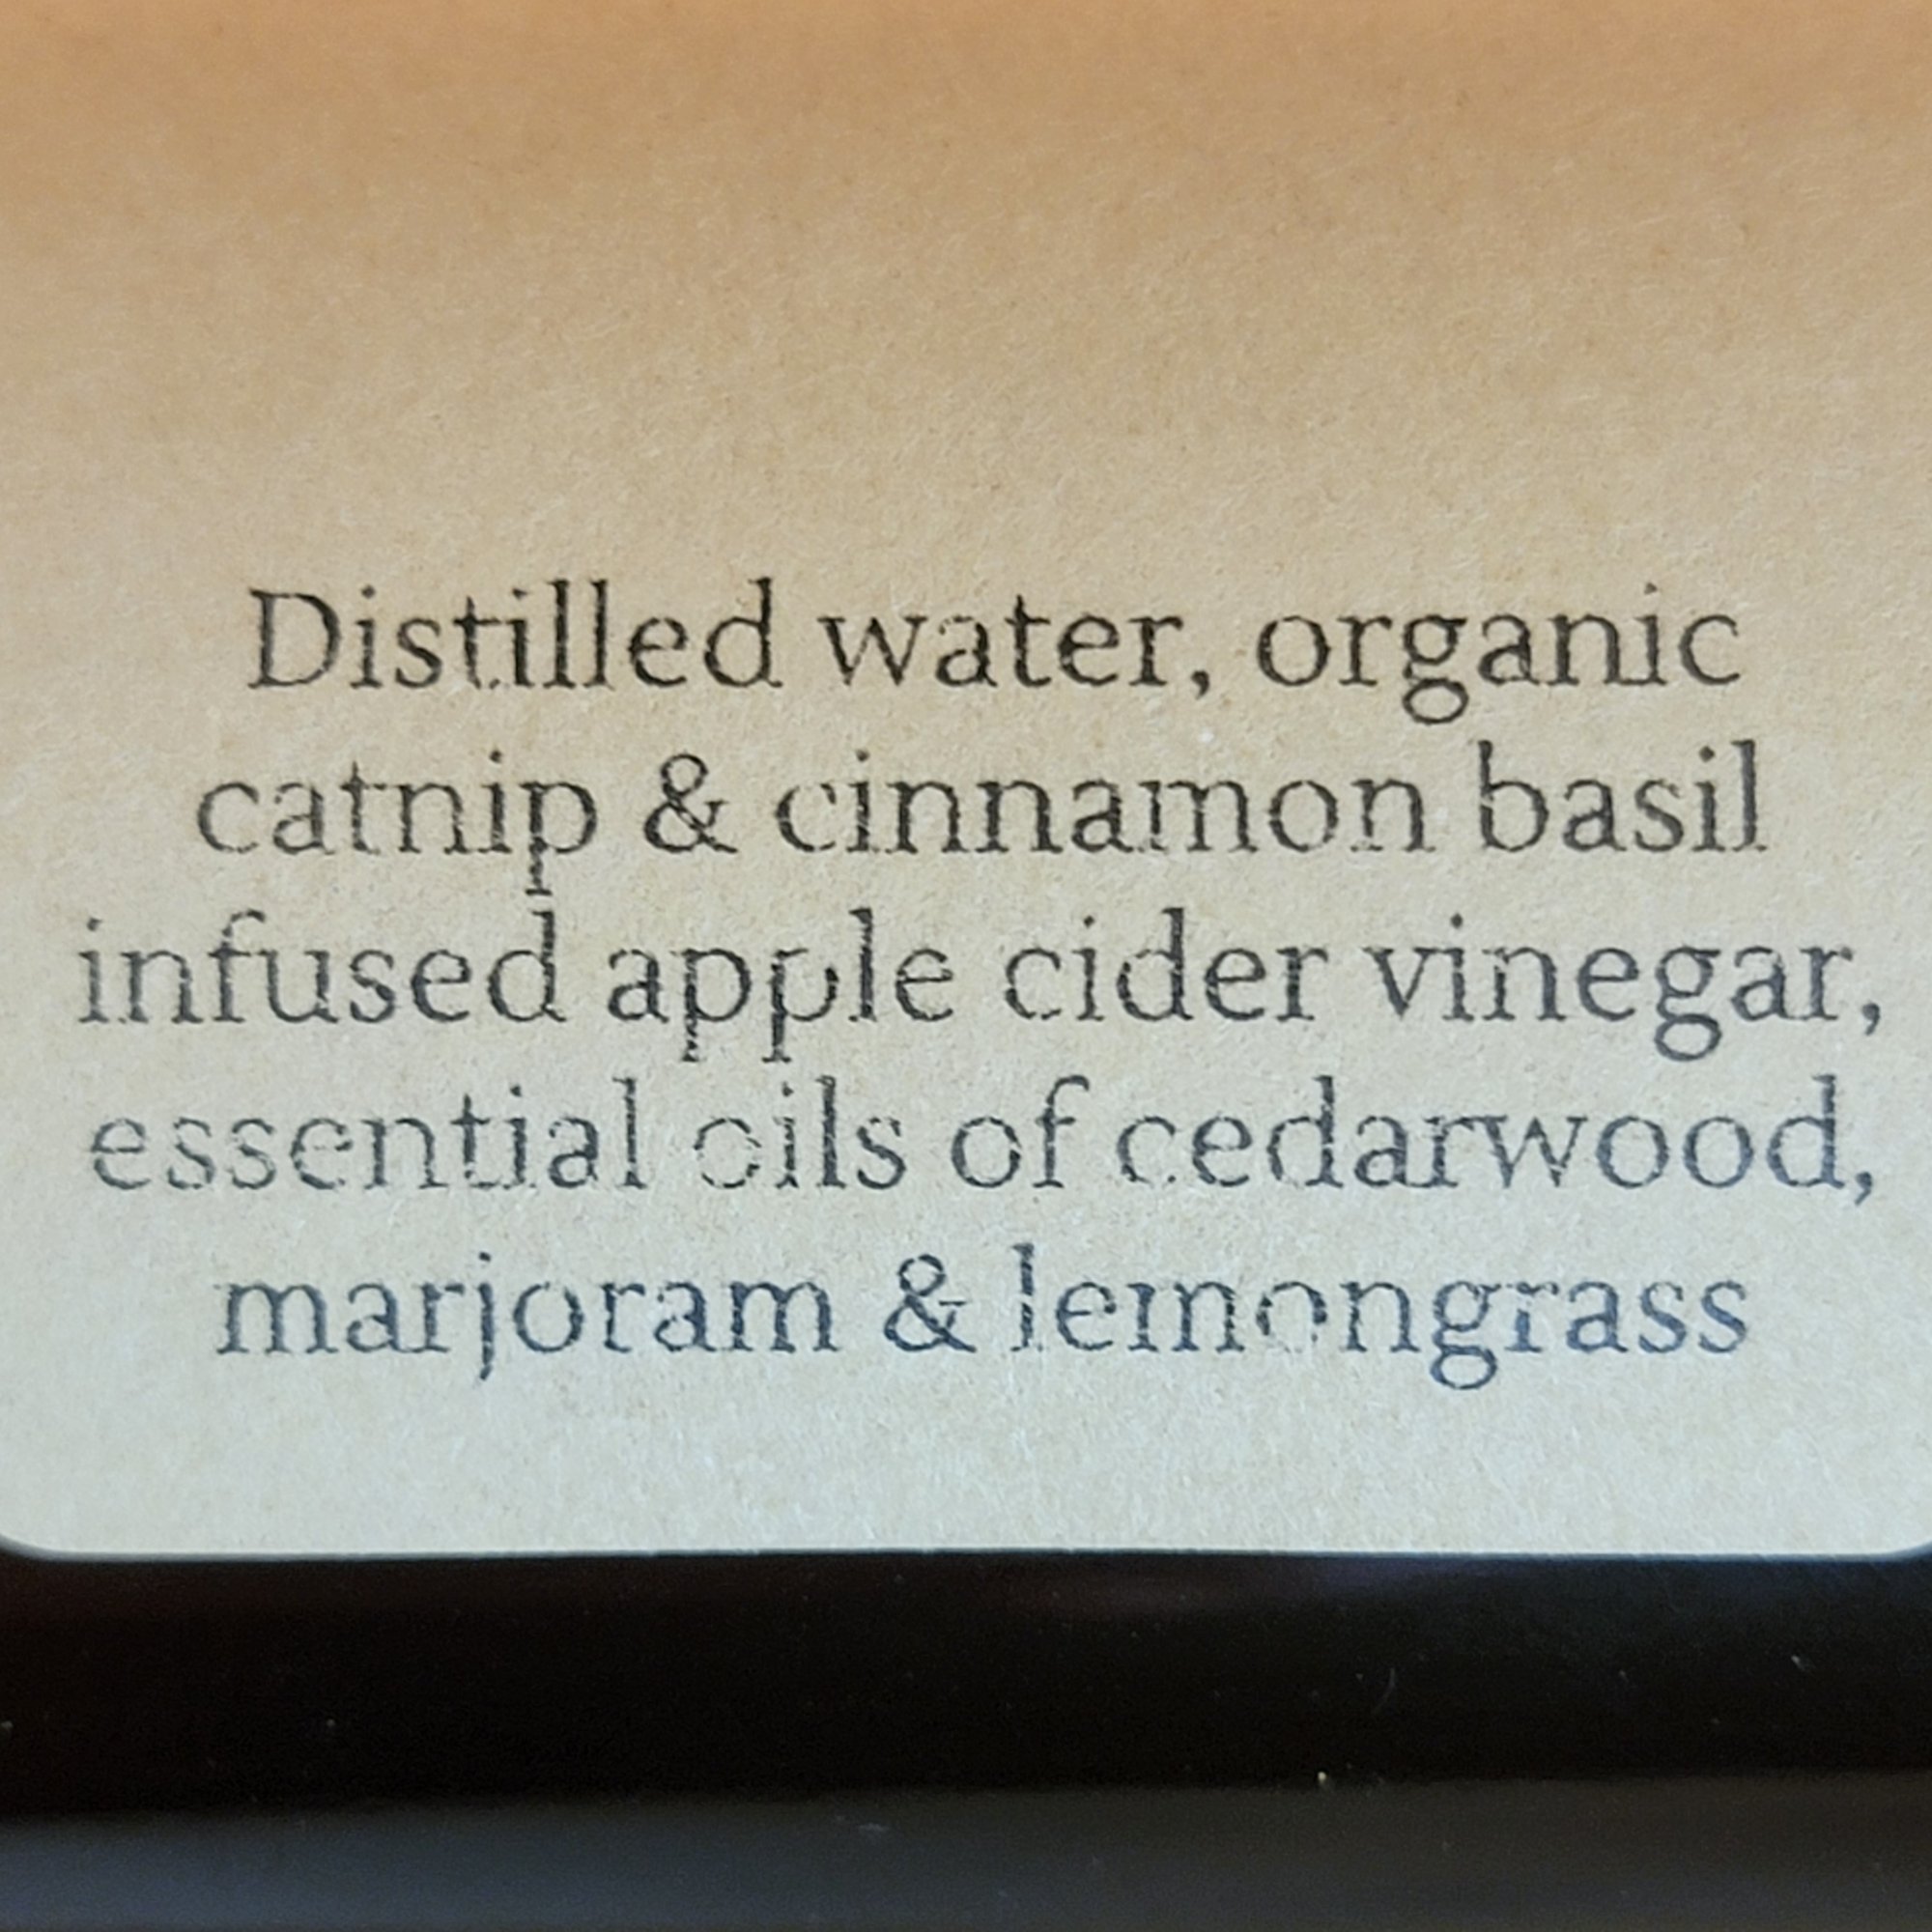 Distilled water, organic
catnip & cinnamon basil
infused apple cider vinegar,
essential oils of cedarwood,
marjoram & lemongrass